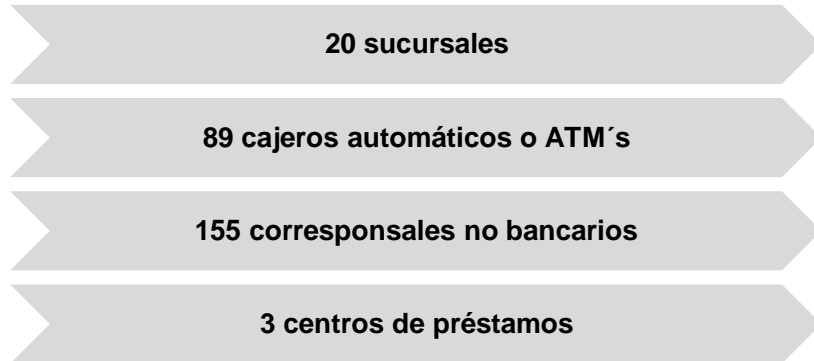 20 sucursales
89 cajeros automáticos o ATM´s
155 corresponsales no bancarios
3 centros de préstamos